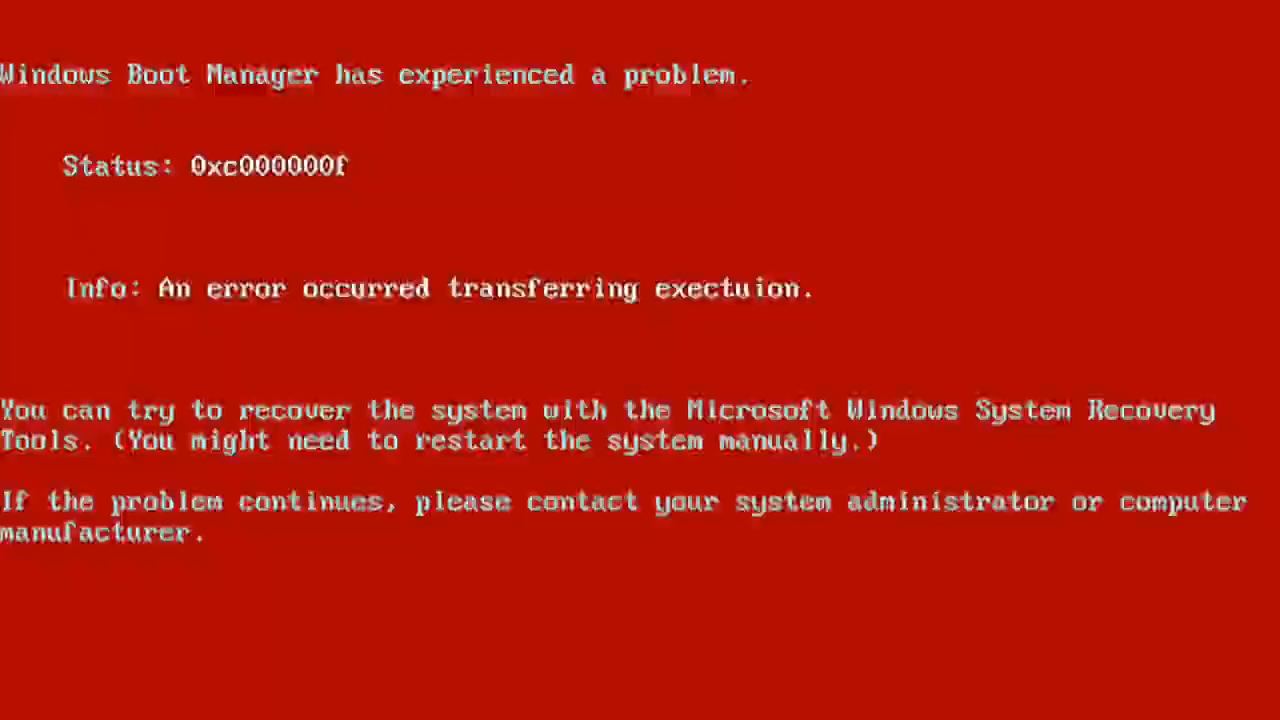 Windows Boot Manager has experienced a problem.
Status: 0xc000000f
Info: An error occurred transferring exectuion.
You can try to recover the system with the Microsoft Windows System Recovery
Tools. (You might need to restart the system manually.)
If the problem continues, please contact your system administrator or computer
manufacturer.